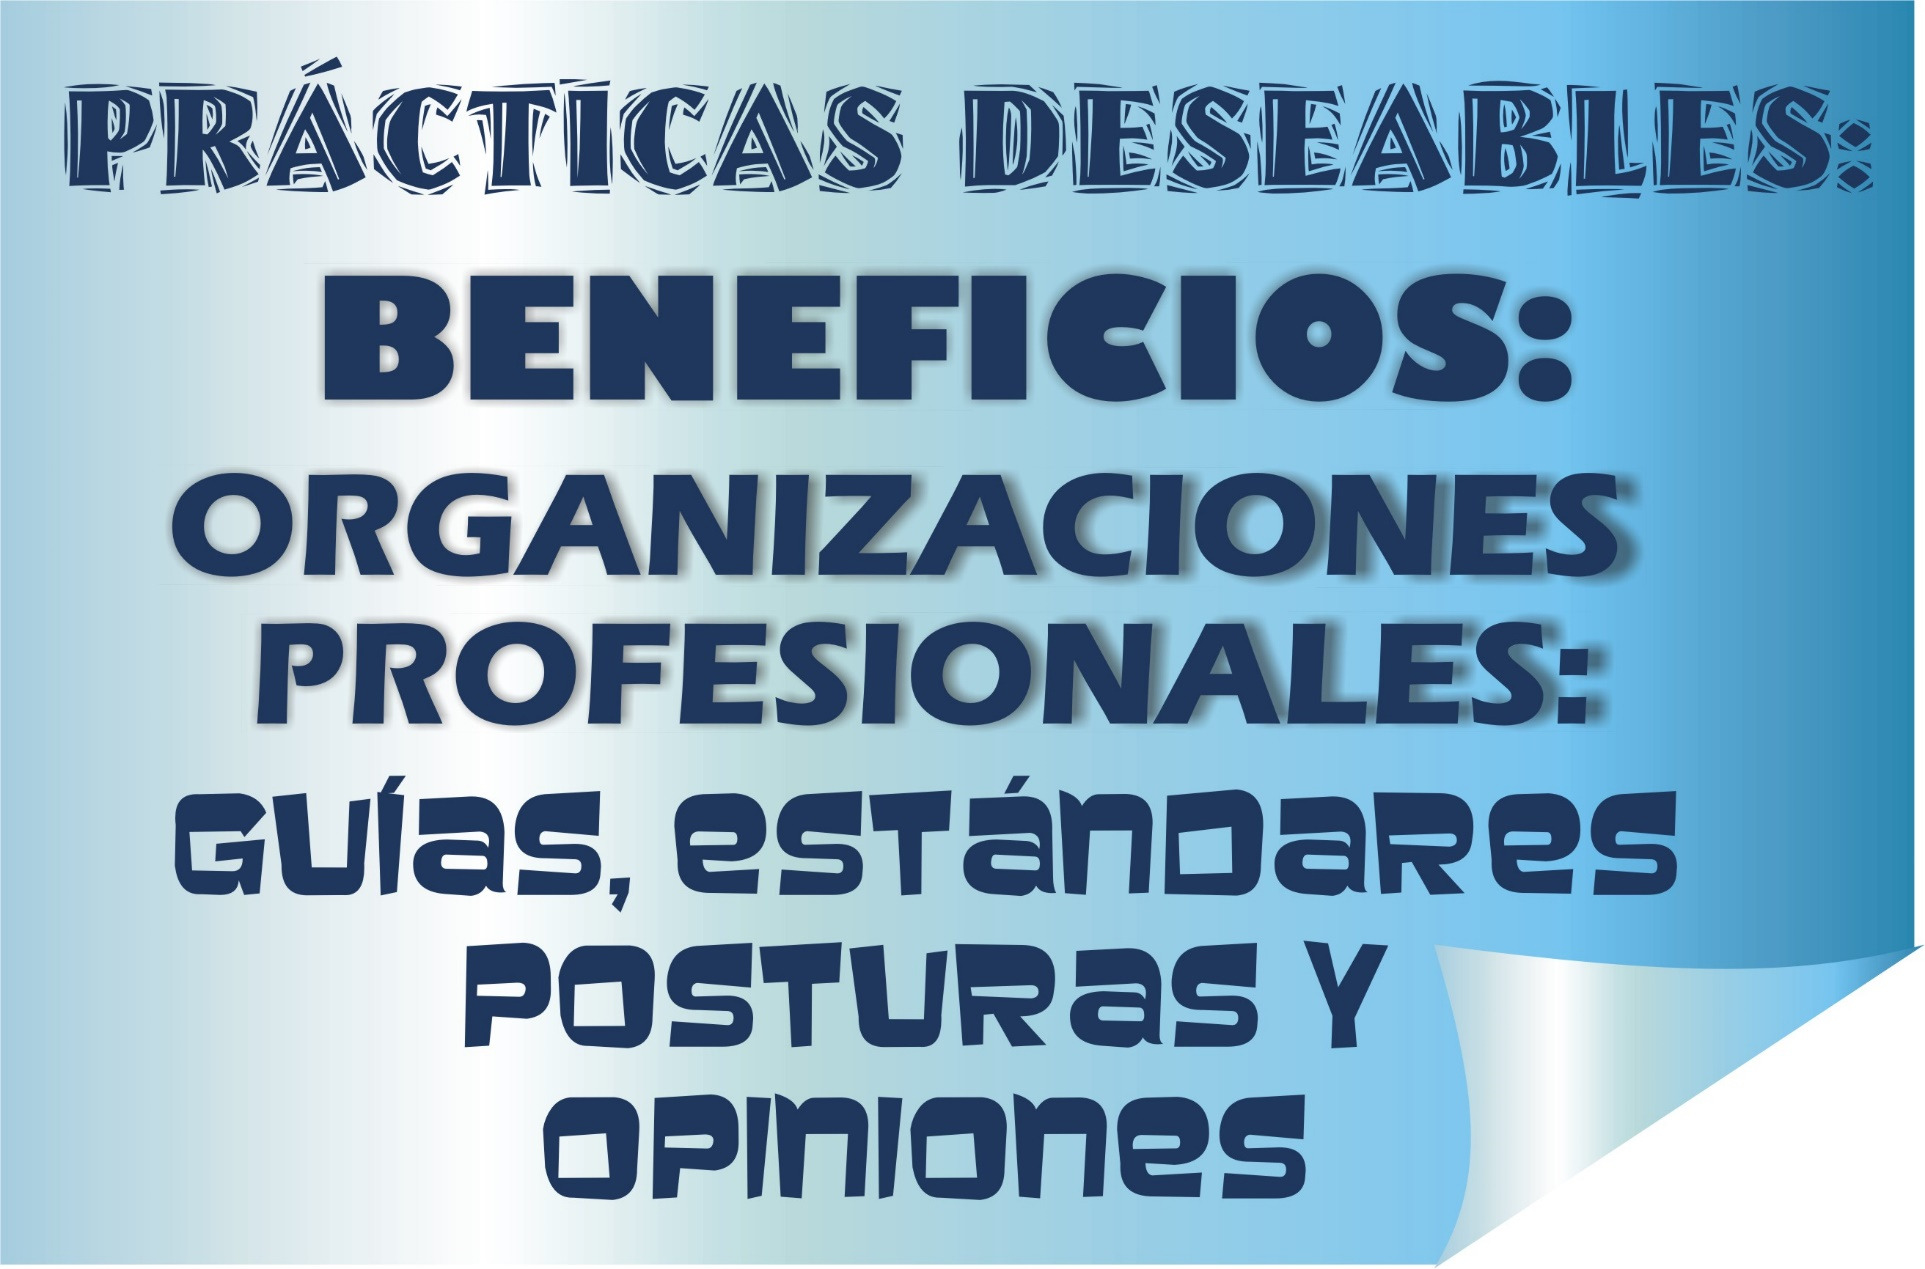 PRÁCTICAS DESEABLES:
BENEFICIOS:
ORGANIZACIONES
PROFESIONALES:
GUÍAS, ESTÁNDARES
POSTURAS Y
OPINIONES